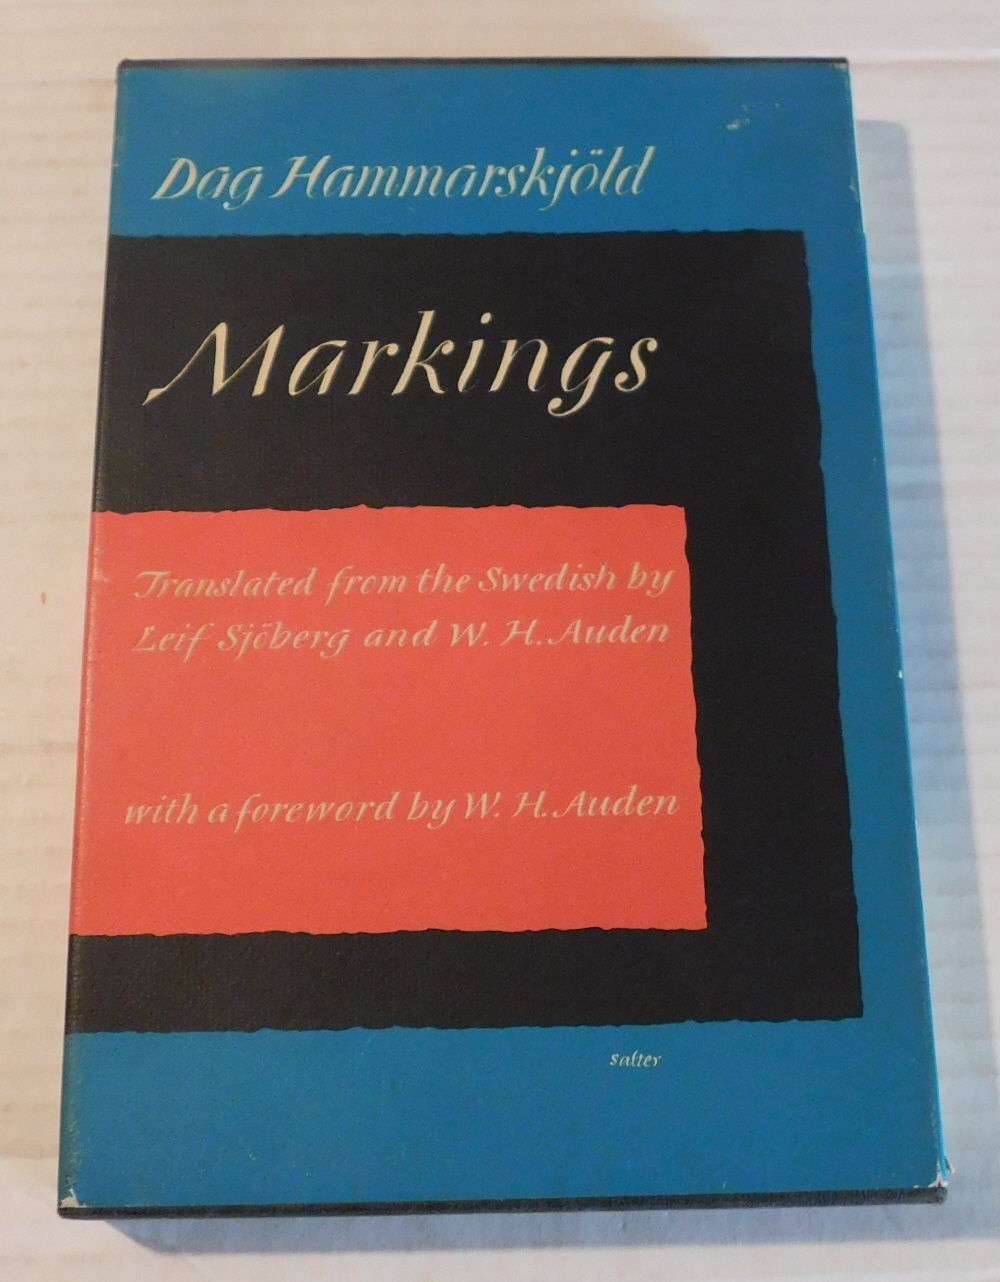 Dag Hammarskjöld
Markings
Translated from the Swedish by
Leif Sjöberg and W. H. Auden
with a foreword by W. H. Auden
salter